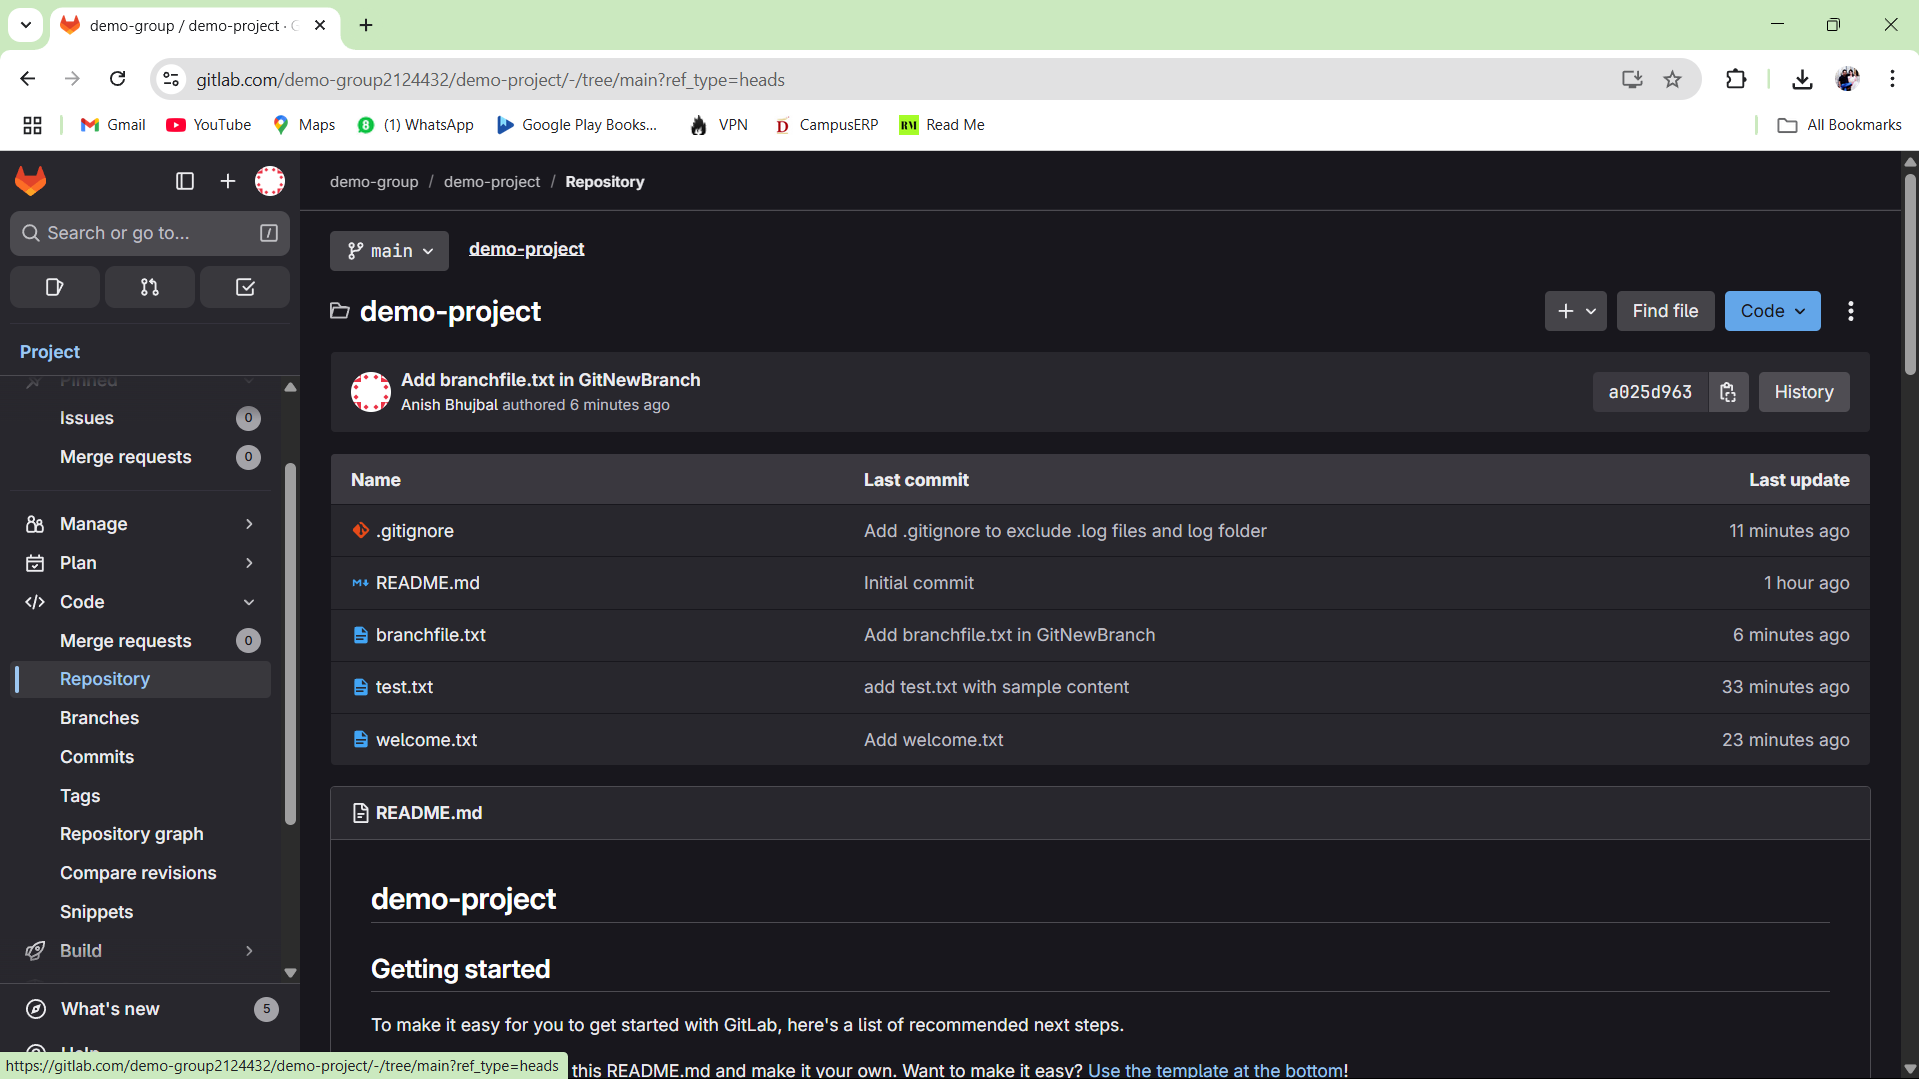 demo-group / demo-project ·
gitlab.com/demo-group2124432/demo-project/-/tree/main?ref_type=heads
Gmail YouTube Maps 8 (1) WhatsApp Google Play Books... VPN D CampusERP RM Read Me All Bookmarks
demo-group / demo-project / Repository
Search or go to... /
main demo-project
demo-project
Find file Code
Project
Pinned
Issues 0
Merge requests 0
Manage
Plan
Code
Merge requests 0
Repository
Branches
Commits
Tags
Repository graph
Compare revisions
Snippets
Build
What's new 5
Help
Add branchfile.txt in GitNewBranch
Anish Bhujbal authored 6 minutes ago
a025d963 History
Name Last commit Last update
.gitignore Add .gitignore to exclude .log files and log folder 11 minutes ago
README.md Initial commit 1 hour ago
branchfile.txt Add branchfile.txt in GitNewBranch 6 minutes ago
test.txt add test.txt with sample content 33 minutes ago
welcome.txt Add welcome.txt 23 minutes ago
README.md
demo-project
Getting started
To make it easy for you to get started with GitLab, here's a list of recommended next steps.
this README.md and make it your own. Want to make it easy? Use the template at the bottom!
https://gitlab.com/demo-group2124432/demo-project/-/tree/main?ref_type=heads